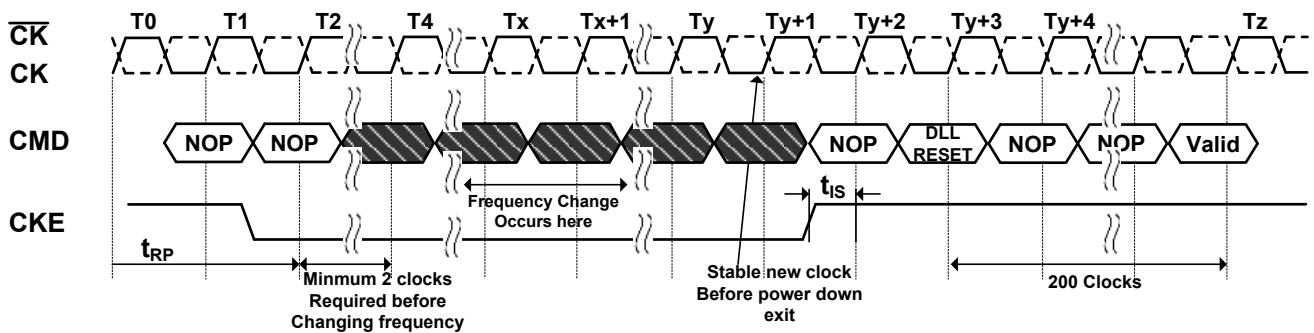 T0 T1 T2 T4 Tx Tx+1 Ty Ty+1 Ty+2 Ty+3 Ty+4 Tz
CK
CK
CMD
NOP NOP NOP DLL RESET NOP NOP Valid
tIS
Frequency Change
Occurs here
CKE
tRP
Minimum 2 clocks
Required before
Changing frequency
Stable new clock
Before power down
exit
200 Clocks